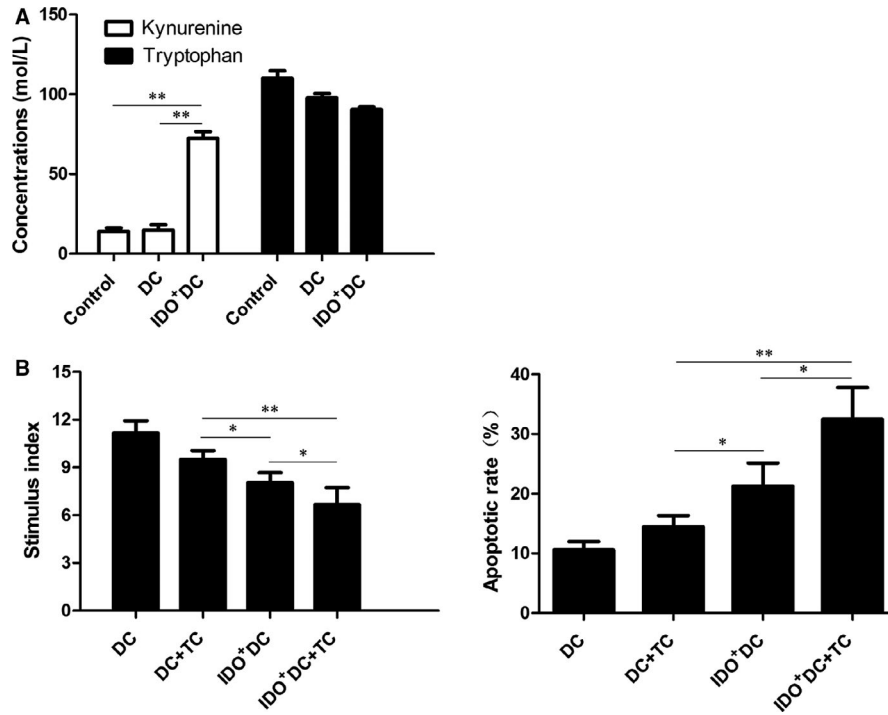 A
Concentrations (mol/L)
150
100
50
0
Kynurenine
Tryptophan
**
**
Control
DC
IDO⁺DC
Control
DC
IDO⁺DC
B
Stimulus index
15
12
9
6
3
0
**
*
*
DC
DC+TC
IDO⁺DC
IDO⁺DC+TC
Apoptotic rate (%)
40
30
20
10
0
**
*
*
DC
DC+TC
IDO⁺DC
IDO⁺DC+TC